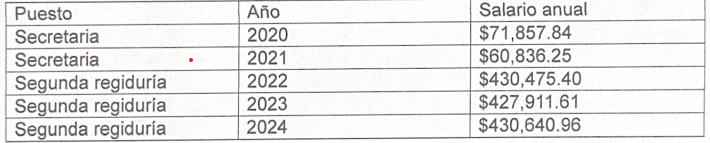 Puesto Año Salario anual
Secretaria 2020 $71,857.84
Secretaria 2021 $60,836.25
Segunda regiduría 2022 $430,475.40
Segunda regiduría 2023 $427,911.61
Segunda regiduría 2024 $430,640.96